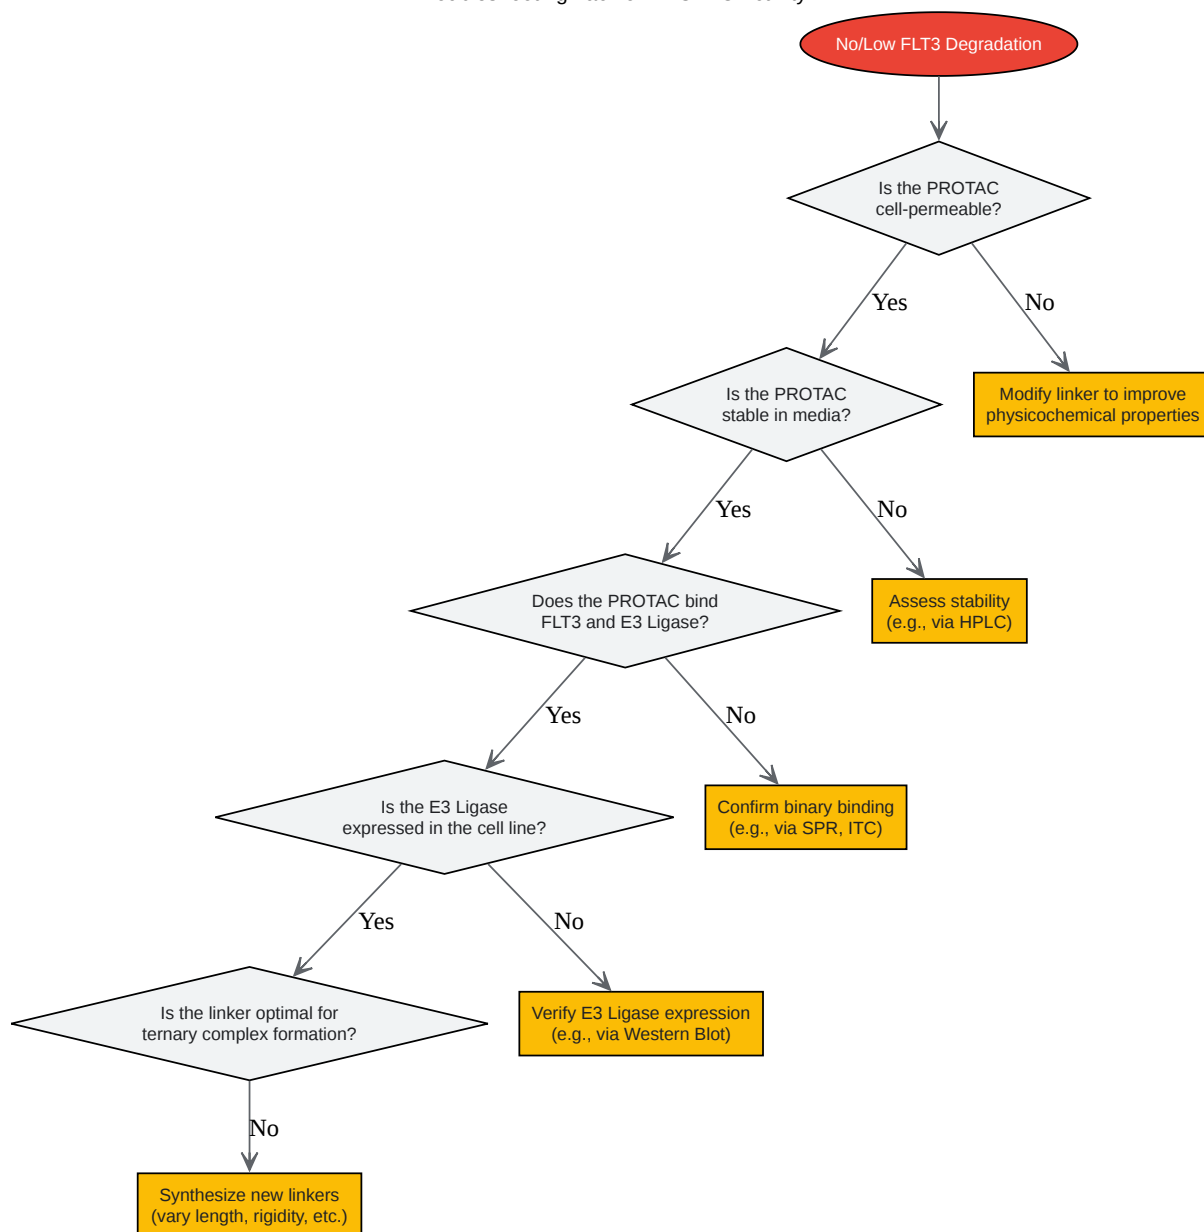 No/Low FLT3 Degradation
Is the PROTAC
cell-permeable?
Yes
No
Is the PROTAC
stable in media?
Modify linker to improve
physicochemical properties
Yes
No
Does the PROTAC bind
FLT3 and E3 Ligase?
Assess stability
(e.g., via HPLC)
Yes
No
Is the E3 Ligase
expressed in the cell line?
Confirm binary binding
(e.g., via SPR, ITC)
Yes
No
Is the linker optimal for
ternary complex formation?
Verify E3 Ligase expression
(e.g., via Western Blot)
No
Synthesize new linkers
(vary length, rigidity, etc.)